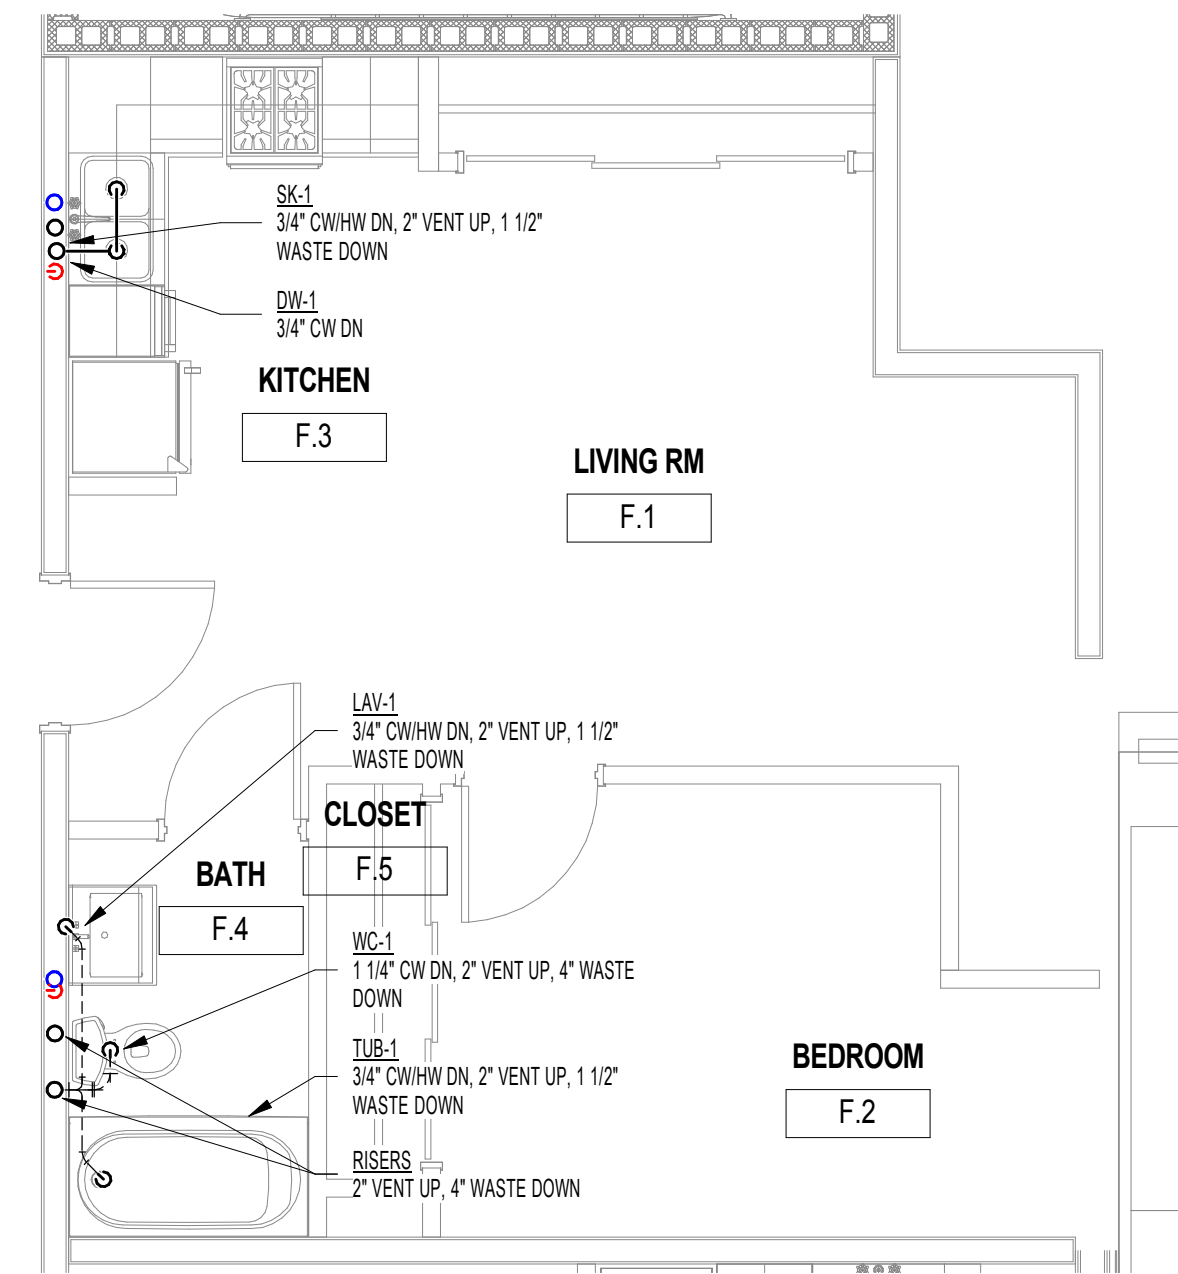 SK-1
3/4" CW/HW DN, 2" VENT UP, 1 1/2"
WASTE DOWN
DW-1
3/4" CW DN
KITCHEN
F.3
LIVING RM
F.1
LAV-1
3/4" CW/HW DN, 2" VENT UP, 1 1/2"
WASTE DOWN
CLOSET
F.5
BATH
F.4
WC-1
1 1/4" CW DN, 2" VENT UP, 4" WASTE
DOWN
TUB-1
3/4" CW/HW DN, 2" VENT UP, 1 1/2"
WASTE DOWN
BEDROOM
F.2
RISERS
2" VENT UP, 4" WASTE DOWN